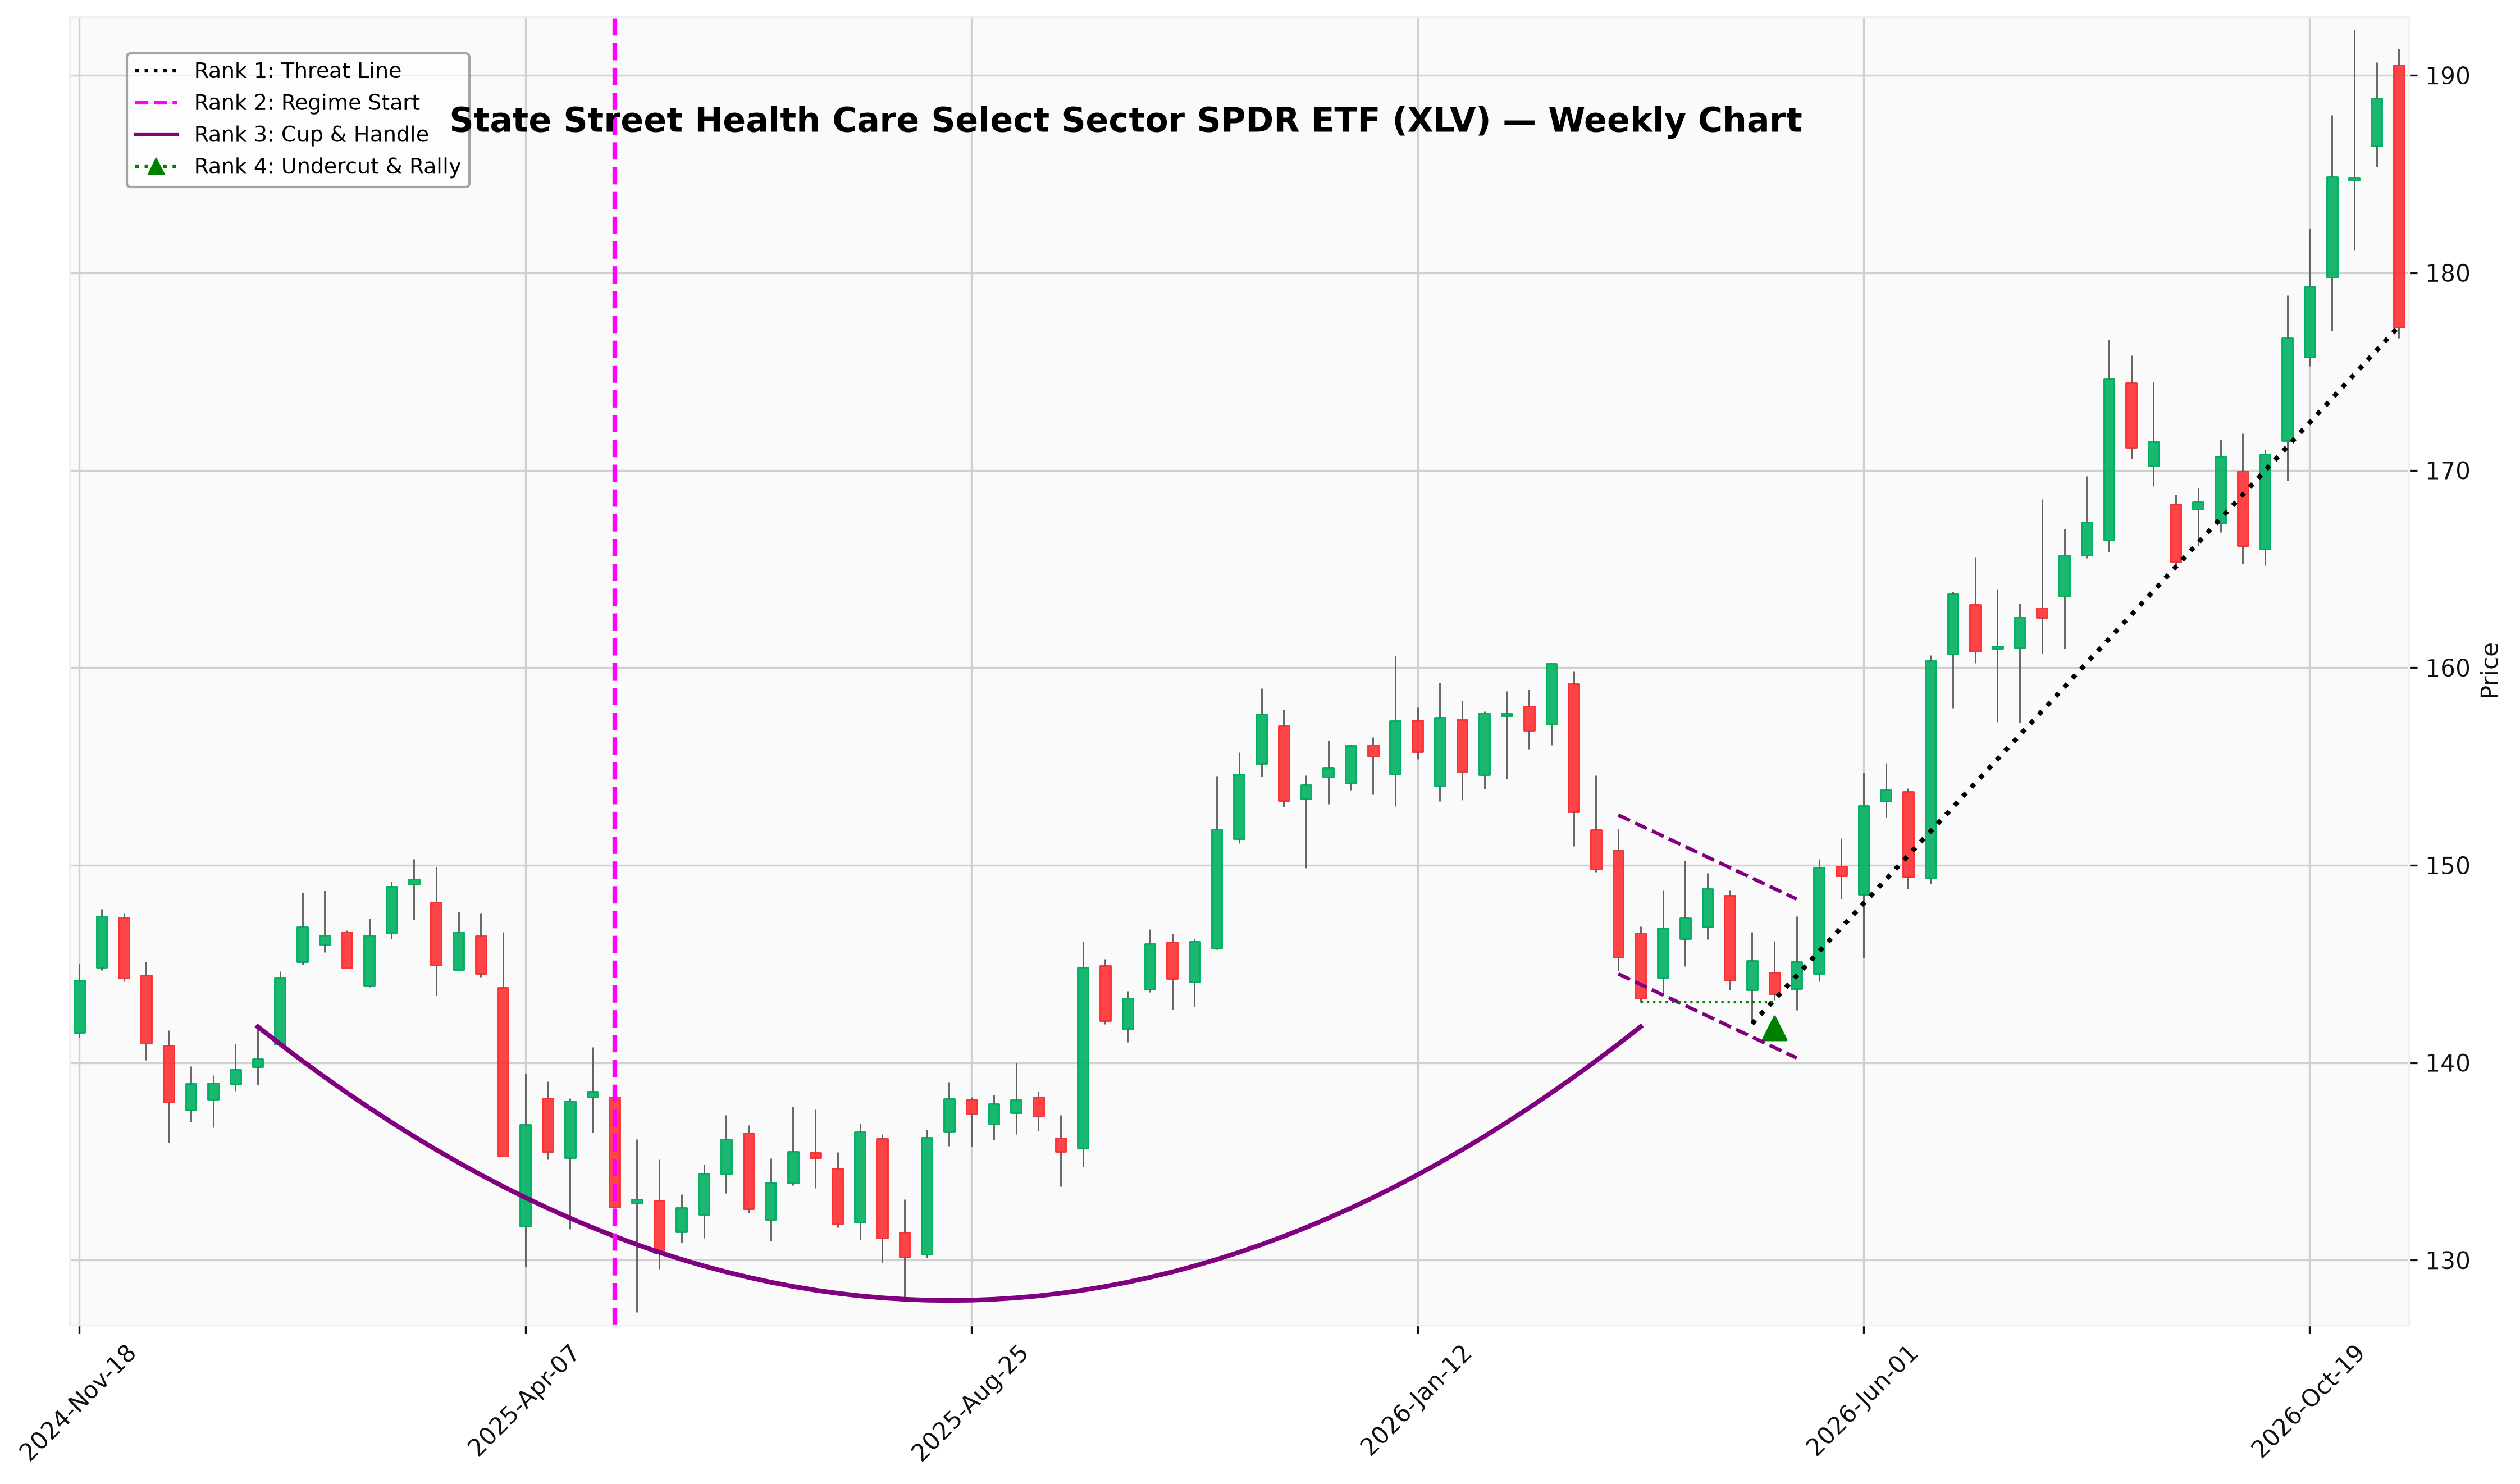 Rank 1: Threat Line
Rank 2: Regime Start
Rank 3: Cup & Handle
Rank 4: Undercut & Rally
State Street Health Care Select Sector SPDR ETF (XLV) — Weekly Chart
190
180
170
160
150
140
130
Price
2024-Nov-18
2025-Apr-07
2025-Aug-25
2026-Jan-12
2026-Jun-01
2026-Oct-19